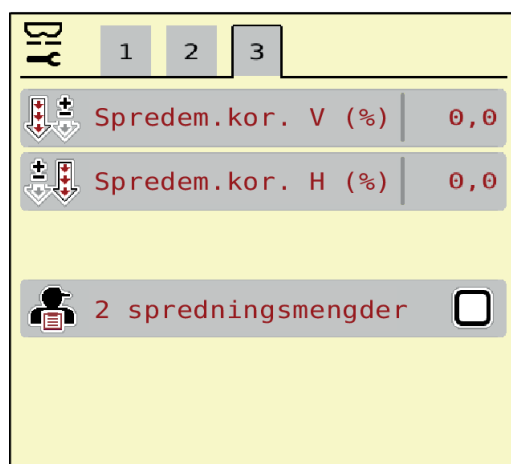 1 2 3
Spredem.kor. V (%) 0,0
Spredem.kor. H (%) 0,0
2 spredningsmengder